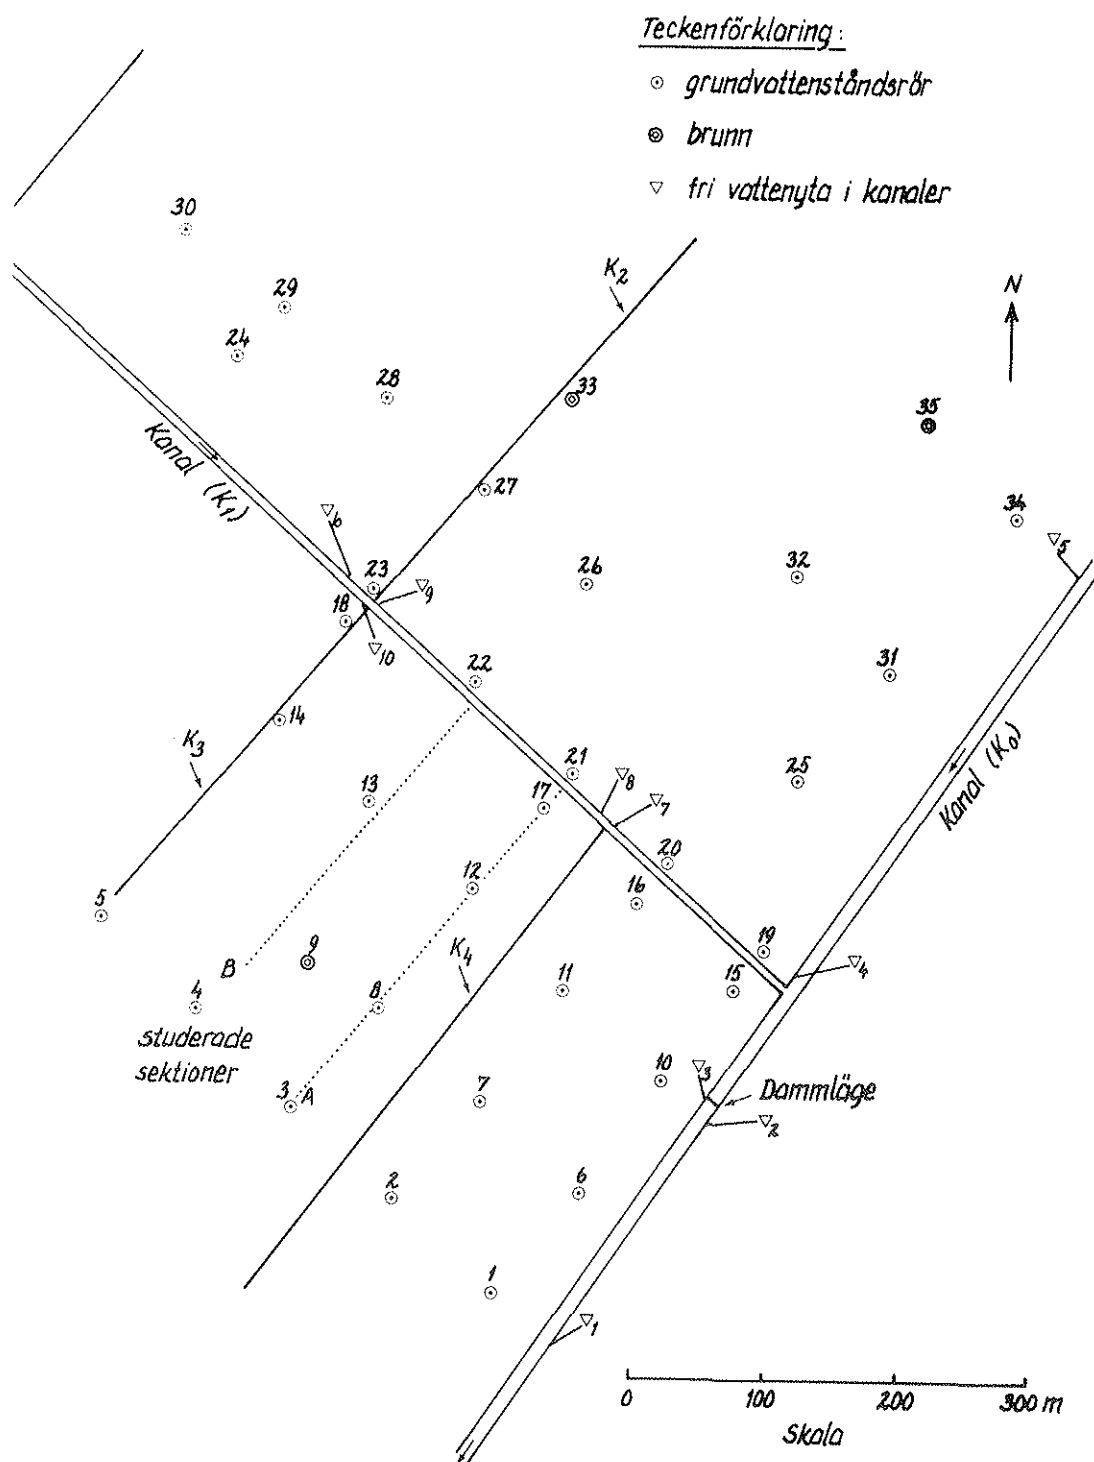 Teckenförklaring:
grundvattenståndsrör
brunn
fri vattenyta i kanaler
30
29
24
28
K2
33
N
35
Kanal (K1)
27
34
5
6
23
26
32
9
18
10
22
31
14
K3
13
21
8
25
Kanal (K0)
17
7
20
12
16
5
9
K4
19
4
B
11
15
4
8
studerade
sektioner
10
3
3 A
7
Dammläge
2
2
6
1
1
0 100 200 300 m
Skala